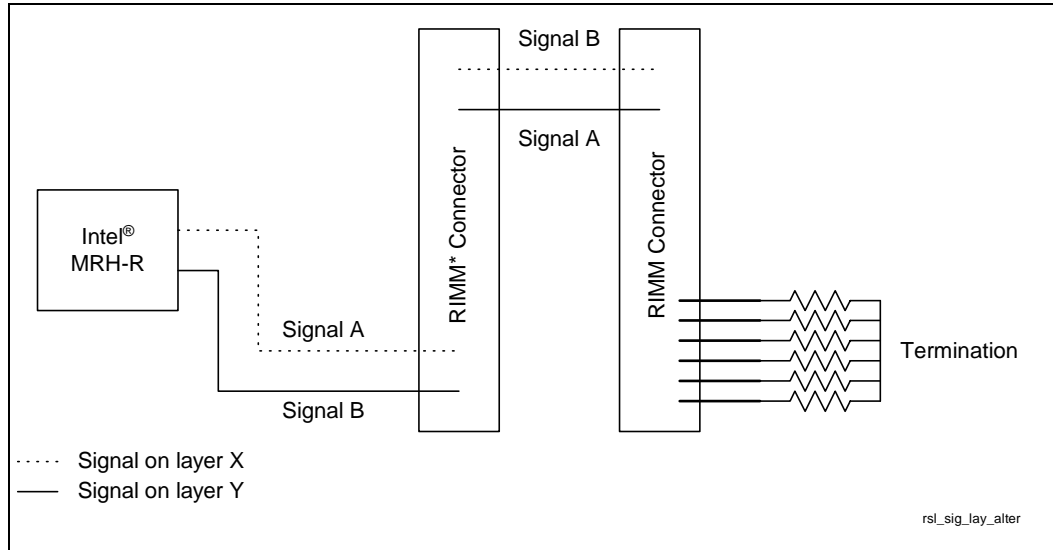 Signal B
Signal A
RIMM* Connector
RIMM Connector
Intel®
MRH-R
Signal A
Signal B
Termination
Signal on layer X
Signal on layer Y
rsl_sig_lay_alter